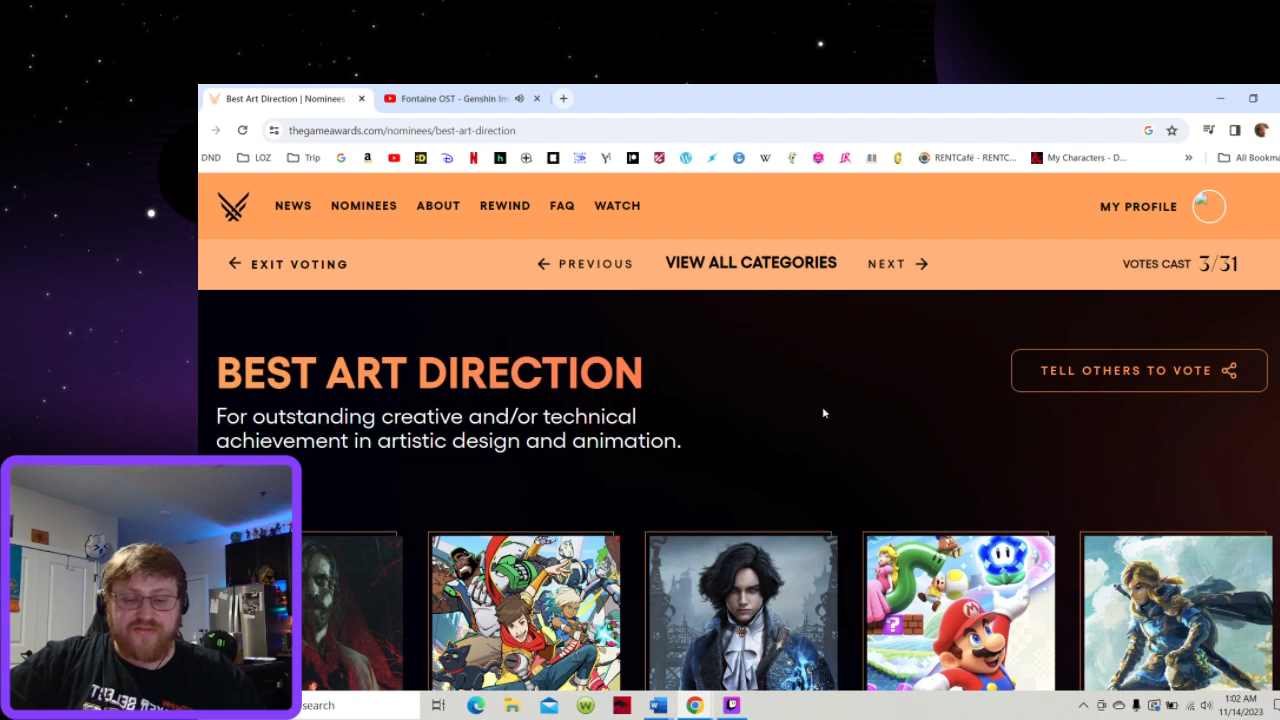 Best Art Direction | Nominees
Fontaine OST - Genshin Im
thegameawards.com/nominees/best-art-direction
DND LOZ Trip RENTCafé - RENTC... My Characters - D... » All Bookma
NEWS NOMINEES ABOUT REWIND FAQ WATCH MY PROFILE
EXIT VOTING PREVIOUS VIEW ALL CATEGORIES NEXT VOTES CAST 3/31
BEST ART DIRECTION
TELL OTHERS TO VOTE
For outstanding creative and/or technical
achievement in artistic design and animation.
search
1:02 AM
11/14/2023